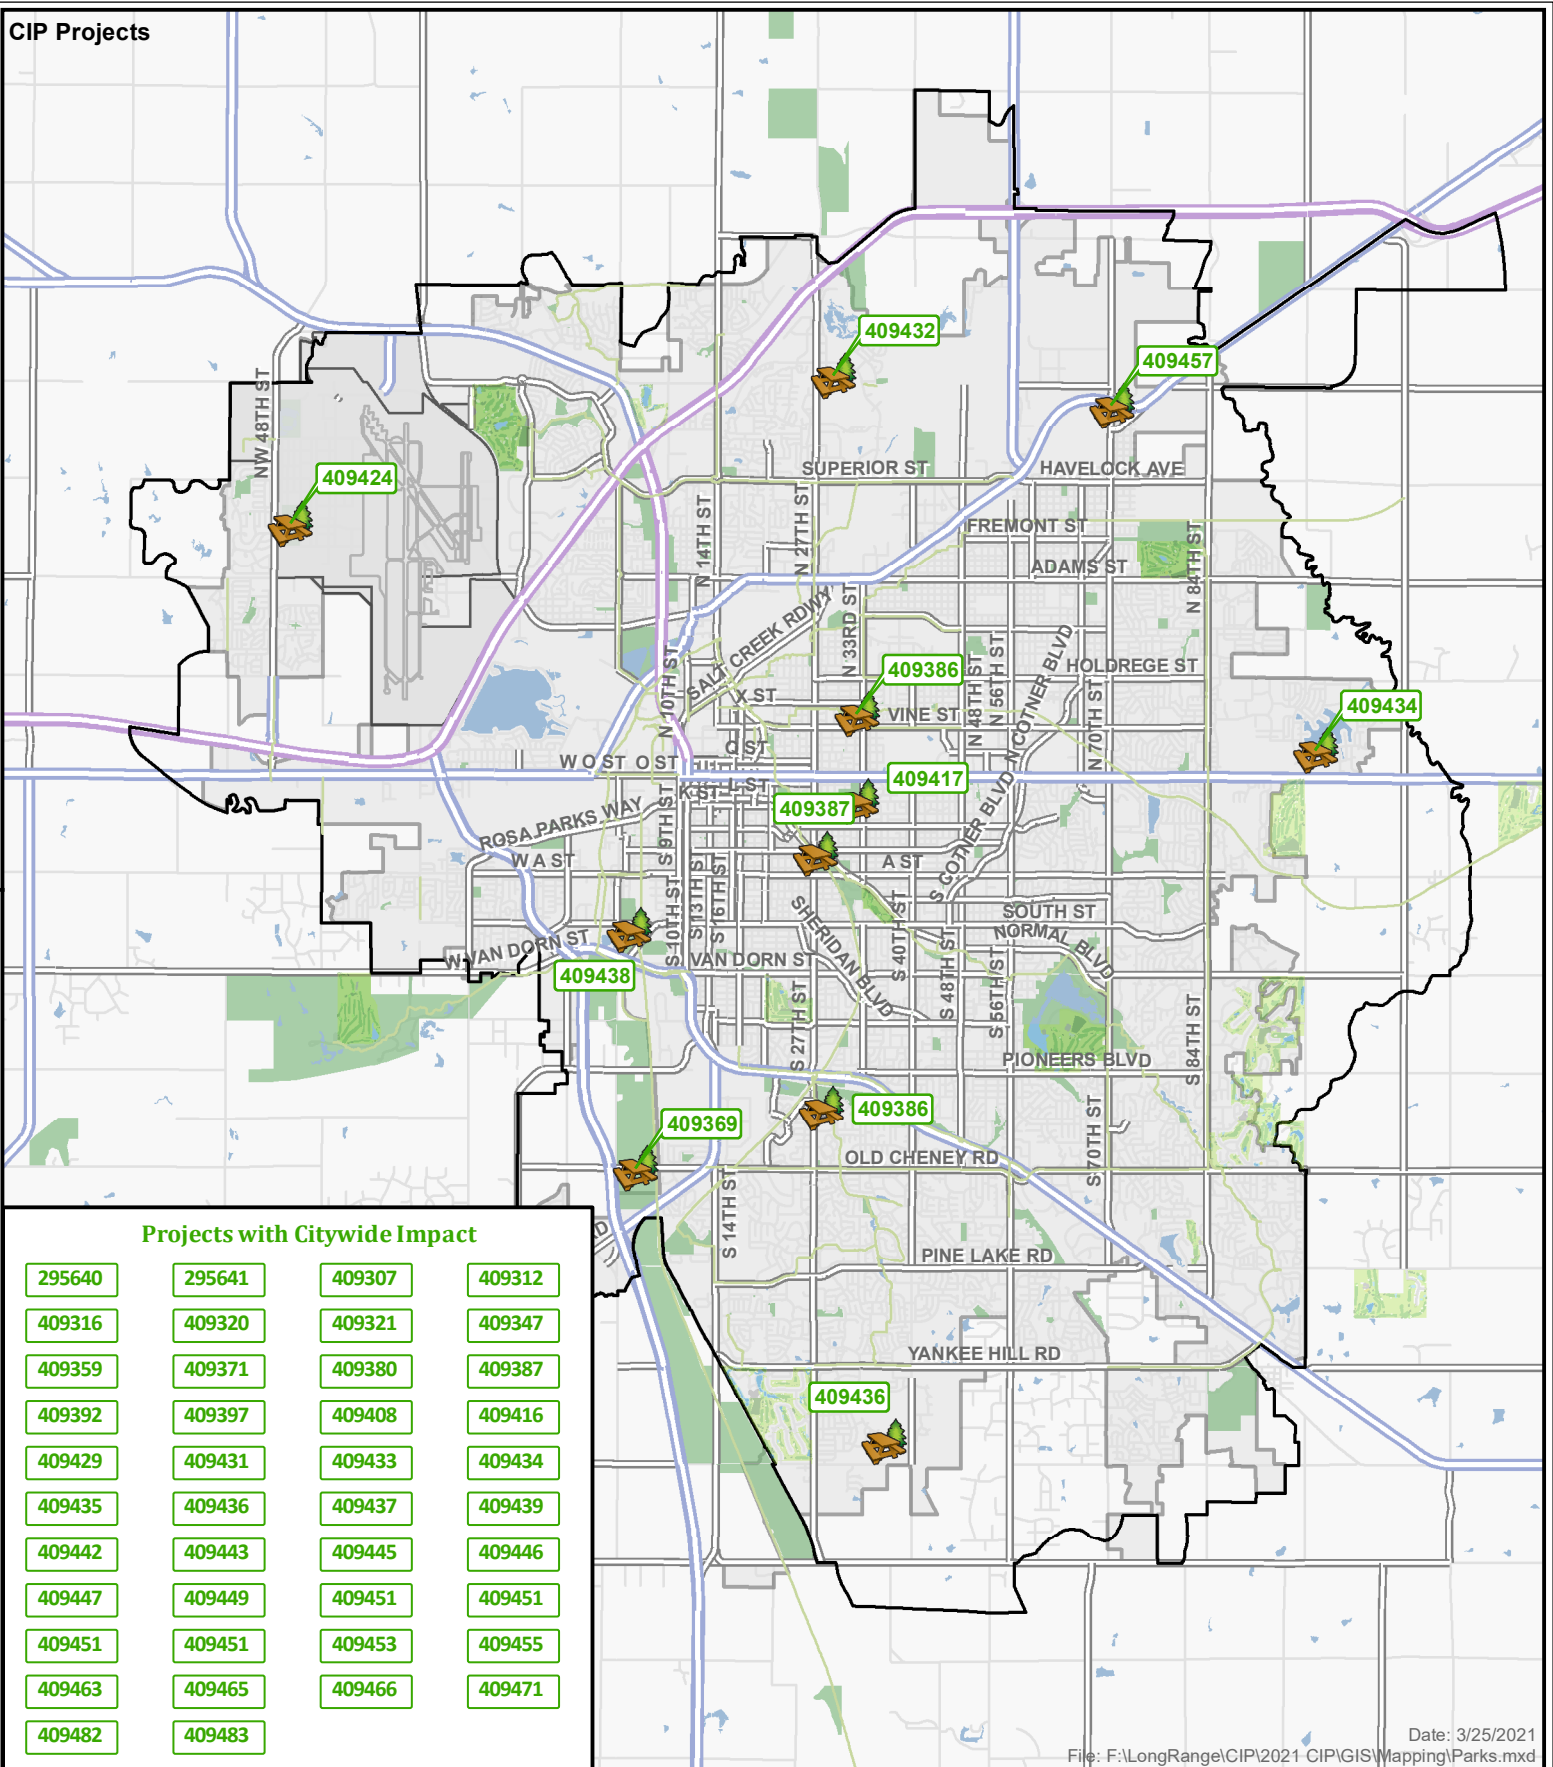 CIP Projects
409432
409457
NW 48TH ST
409424
SUPERIOR ST
HAVELOCK AVE
N 14TH ST
N 27TH ST
FREMONT ST
ADAMS ST
N 84TH ST
SALT CREEK RDWY
N 33RD ST
N 10TH ST
409386
N 48TH ST
N 56TH ST
N COTNER BLVD
HOLDREGE ST
X ST
VINE ST
N 70TH ST
409434
Q ST
W O ST
O ST
409417
K ST
L ST
409387
ROSA PARKS WAY
S 9TH ST
W A ST
A ST
S COTNER BLVD
S 10TH ST
S 13TH ST
S 16TH ST
SHERIDAN BLVD
S 40TH ST
SOUTH ST
NORMAL BLVD
W VAN DORN ST
VAN DORN ST
409438
S 48TH ST
S 56TH ST
S 27TH ST
S 84TH ST
PIONEERS BLVD
409386
409369
S 70TH ST
OLD CHENEY RD
S 14TH ST
RD
PINE LAKE RD
YANKEE HILL RD
409436
Projects with Citywide Impact
295640 295641 409307 409312
409316 409320 409321 409347
409359 409371 409380 409387
409392 409397 409408 409416
409429 409431 409433 409434
409435 409436 409437 409439
409442 409443 409445 409446
409447 409449 409451 409451
409451 409451 409453 409455
409463 409465 409466 409471
409482 409483
Date: 3/25/2021
File: F:\LongRange\CIP\2021 CIP\GIS\Mapping\Parks.mxd